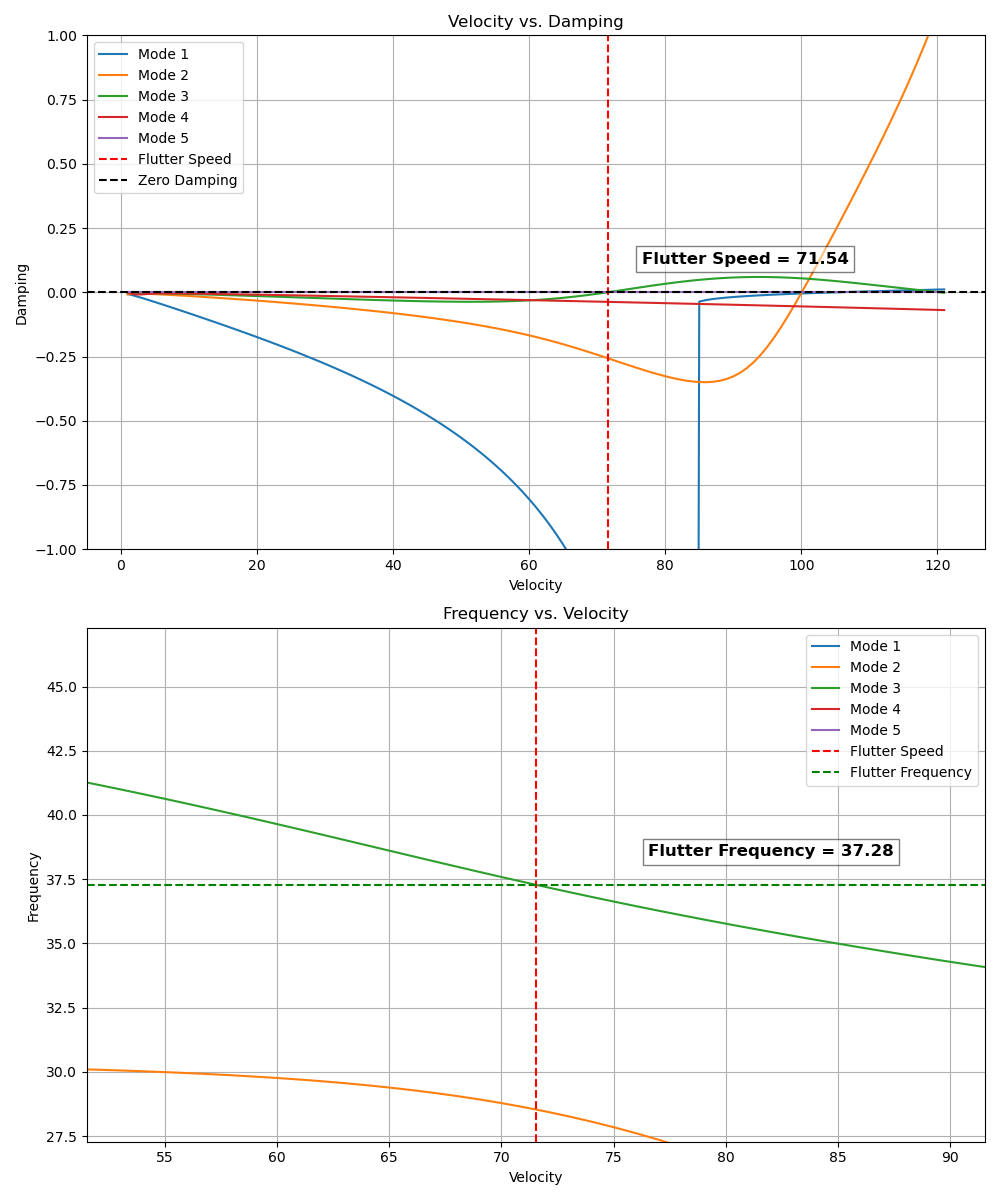 Velocity vs. Damping
1.00
0.75
0.50
0.25
0.00
−0.25
−0.50
−0.75
−1.00
Damping
Mode 1
Mode 2
Mode 3
Mode 4
Mode 5
Flutter Speed
Zero Damping
Flutter Speed = 71.54
0 20 40 60 80 100 120
Velocity
Frequency vs. Velocity
45.0
42.5
40.0
37.5
35.0
32.5
30.0
27.5
Frequency
Mode 1
Mode 2
Mode 3
Mode 4
Mode 5
Flutter Speed
Flutter Frequency
Flutter Frequency = 37.28
55 60 65 70 75 80 85 90
Velocity